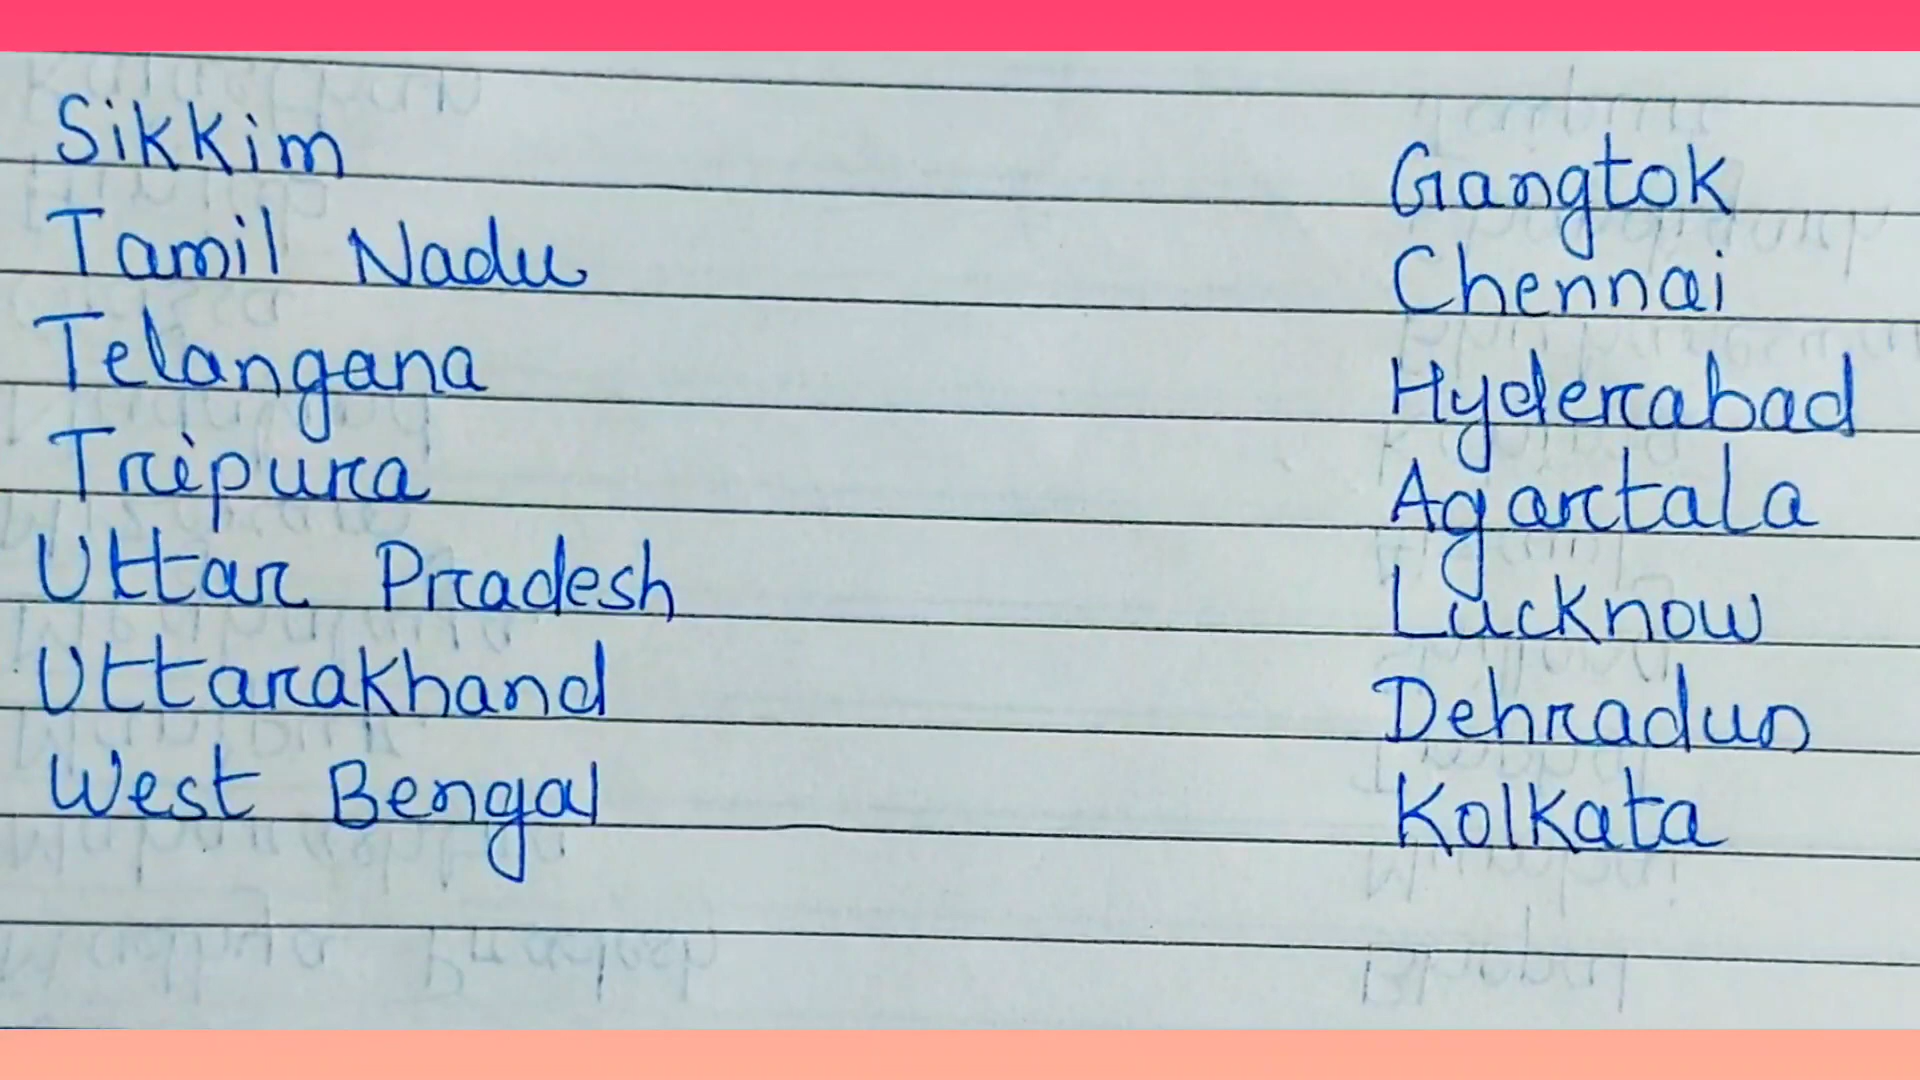 Sikkim Gangtok
Tamil Nadu Chennai
Telangana Hyderabad
Tripura Agartala
Uttar Pradesh Lucknow
Uttarakhand Dehradun
West Bengal Kolkata